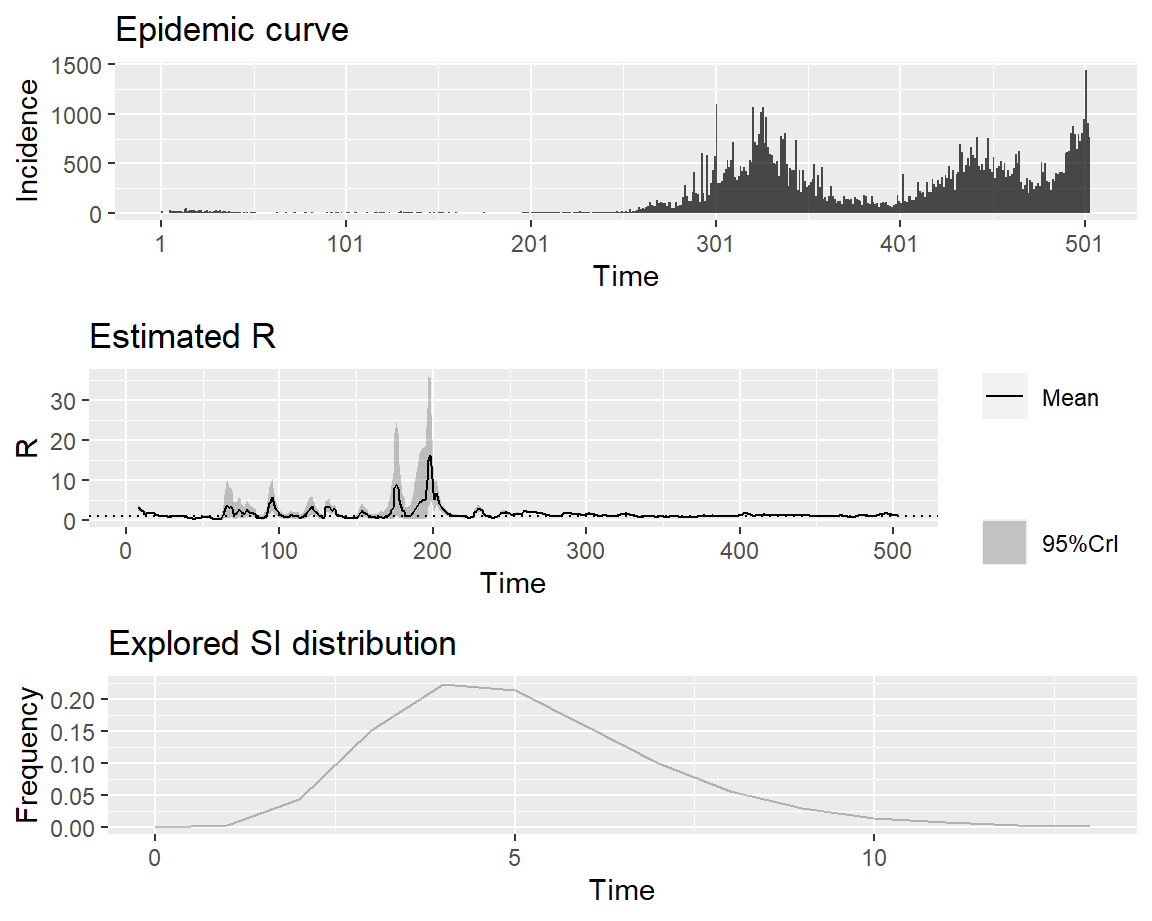 Epidemic curve
1500
1000
500
0
Incidence
1 101 201 301 401 501
Time
Estimated R
30
20
10
0
R
0 100 200 300 400 500
Time
Mean
95%CrI
Explored SI distribution
0.20
0.15
0.10
0.05
0.00
Frequency
0 5 10
Time